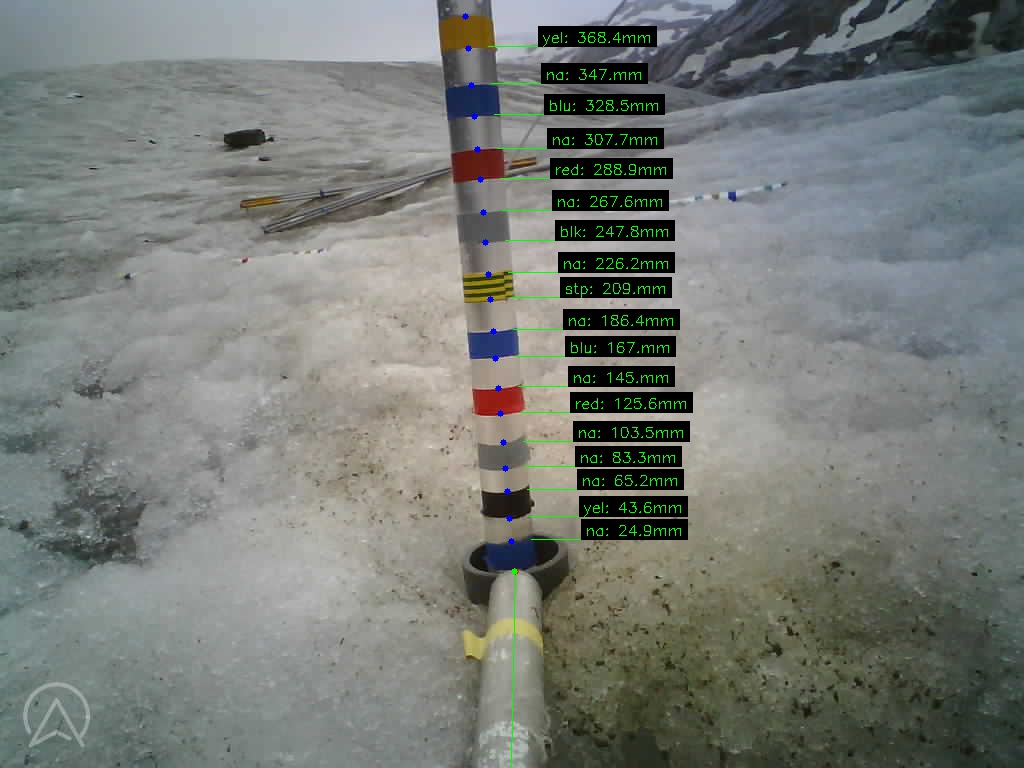 yel: 368.4mm
na: 347.mm
blu: 328.5mm
na: 307.7mm
red: 288.9mm
na: 267.6mm
blk: 247.8mm
na: 226.2mm
stp: 209.mm
na: 186.4mm
blu: 167.mm
na: 145.mm
red: 125.6mm
na: 103.5mm
na: 83.3mm
na: 65.2mm
yel: 43.6mm
na: 24.9mm